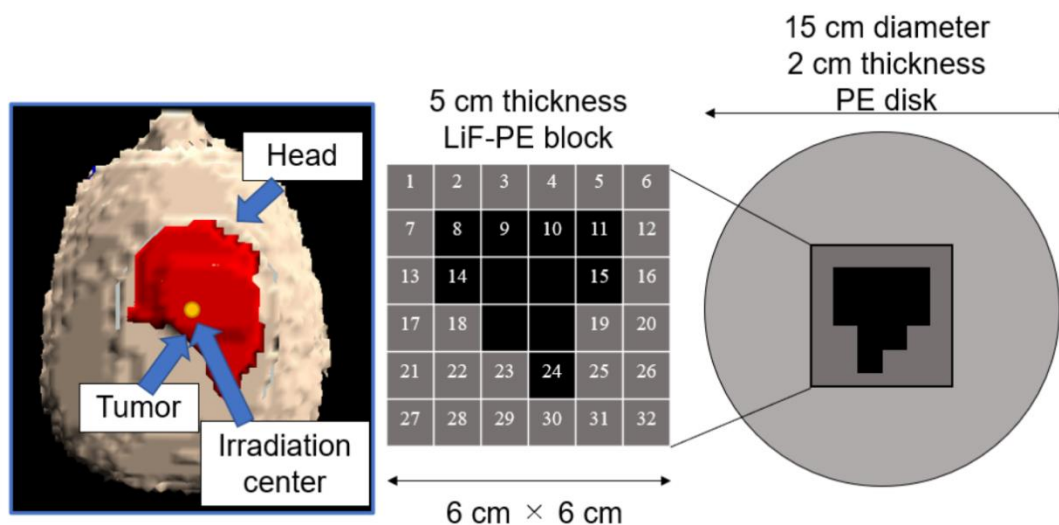 Head
Tumor
Irradiation
center
5 cm thickness
LiF-PE block
1 2 3 4 5 6
7 8 9 10 11 12
13 14 15 16
17 18 19 20
21 22 23 24 25 26
27 28 29 30 31 32
6 cm × 6 cm
15 cm diameter
2 cm thickness
PE disk